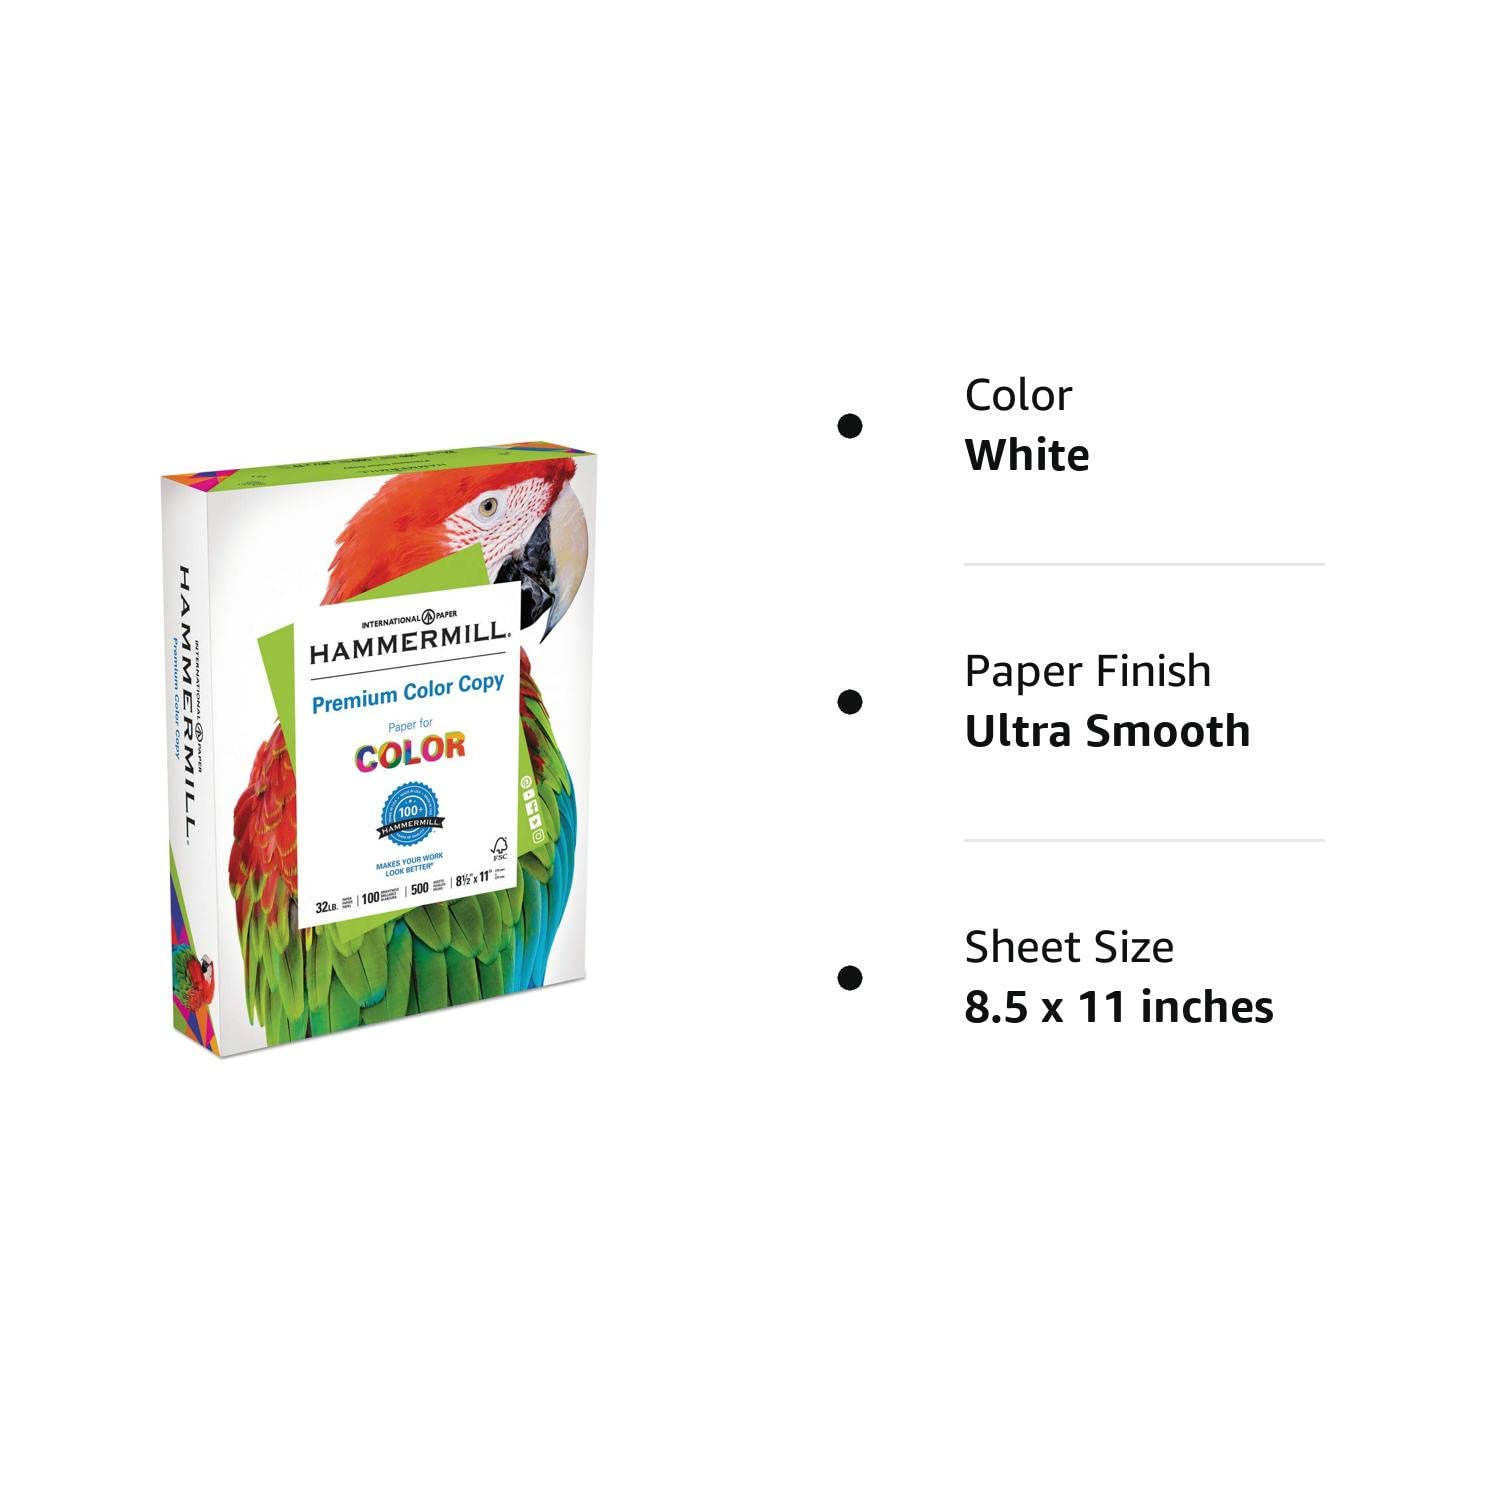 INTERNATIONAL PAPER
HAMMERMILL®
Premium Color Copy
Paper for
COLOR
100+
HAMMERMILL
MAKES YOUR WORK
LOOK BETTER®
FSC
32LB. 100 500 8½" x 11"
HAMMERMILL
INTERNATIONAL PAPER
Premium Color Copy
Color
White
Paper Finish
Ultra Smooth
Sheet Size
8.5 x 11 inches